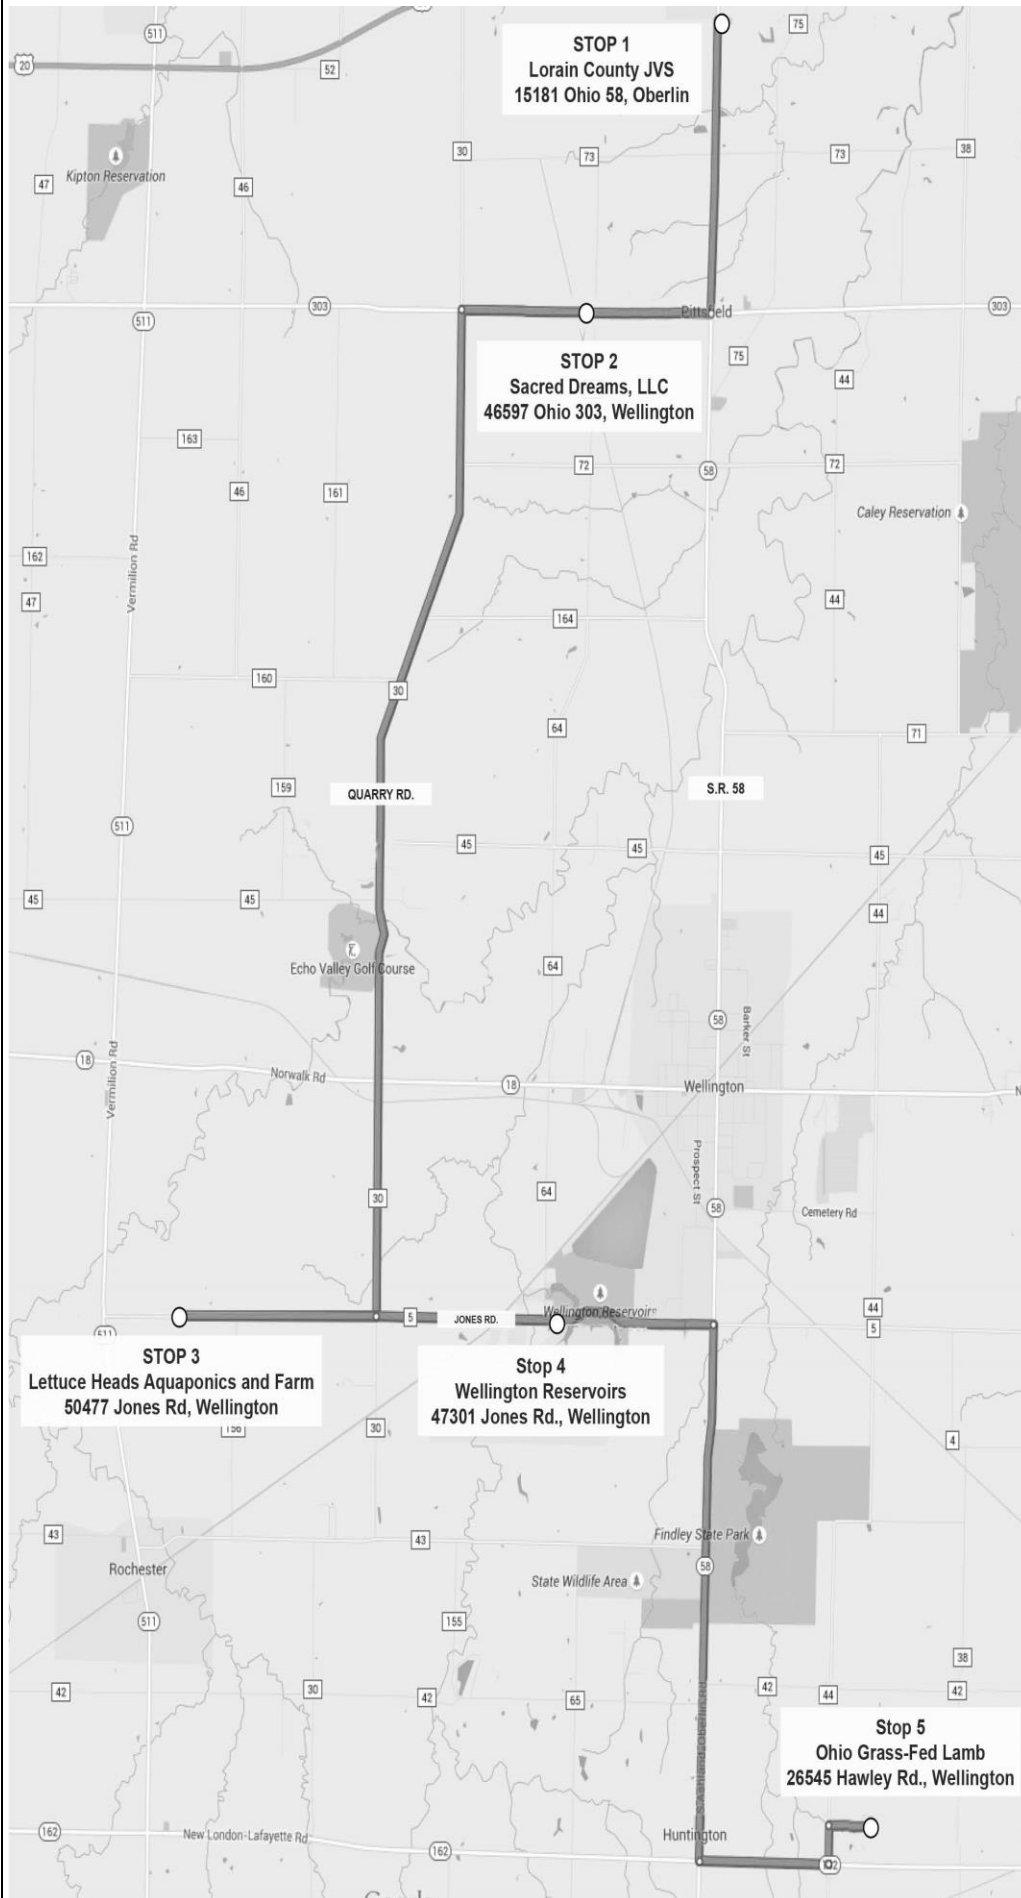 511
75
STOP 1
Lorain County JVS
15181 Ohio 58, Oberlin
20
52
30
73
73
38
Kipton Reservation
47
46
303
Pittsfield
303
511
STOP 2
Sacred Dreams, LLC
46597 Ohio 303, Wellington
75
44
163
72
58
72
46
161
Caley Reservation
Vermilion Rd
162
47
44
164
160
30
64
71
159
QUARRY RD.
S.R. 58
511
45
45
45
45
45
44
Echo Valley Golf Course
64
58
Barker St
18
Vermilion Rd
Norwalk Rd
18
Wellington
N
Prospect St
30
64
58
Cemetery Rd
Wellington Reservoirs
44
5
5
JONES RD.
511
STOP 3
Lettuce Heads Aquaponics and Farm
50477 Jones Rd, Wellington
Stop 4
Wellington Reservoirs
47301 Jones Rd., Wellington
156
30
4
43
43
Findley State Park
Rochester
58
State Wildlife Area
511
155
38
42
30
42
65
42
44
42
Stop 5
Ohio Grass-Fed Lamb
26545 Hawley Rd., Wellington
162
New London-Lafayette Rd
162
Huntington